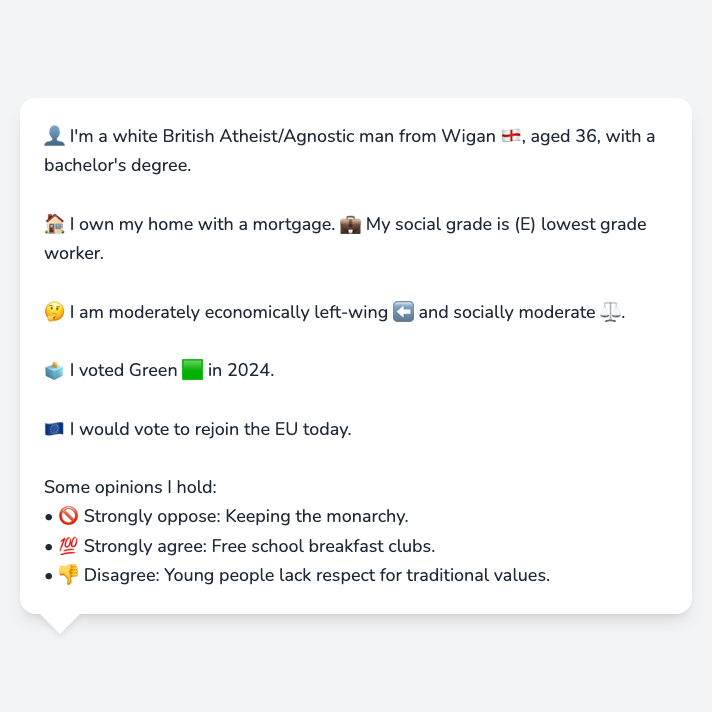 👤 I'm a white British Atheist/Agnostic man from Wigan 🏴󠁧󠁢󠁥󠁮󠁧󠁿, aged 36, with a
bachelor's degree.
🏠 I own my home with a mortgage. 💼 My social grade is (E) lowest grade
worker.
🤔 I am moderately economically left-wing ⬅️ and socially moderate ⚖️.
🗳️ I voted Green 🟩 in 2024.
🇪🇺 I would vote to rejoin the EU today.
Some opinions I hold:
• 🚫 Strongly oppose: Keeping the monarchy.
• 💯 Strongly agree: Free school breakfast clubs.
• 👎 Disagree: Young people lack respect for traditional values.